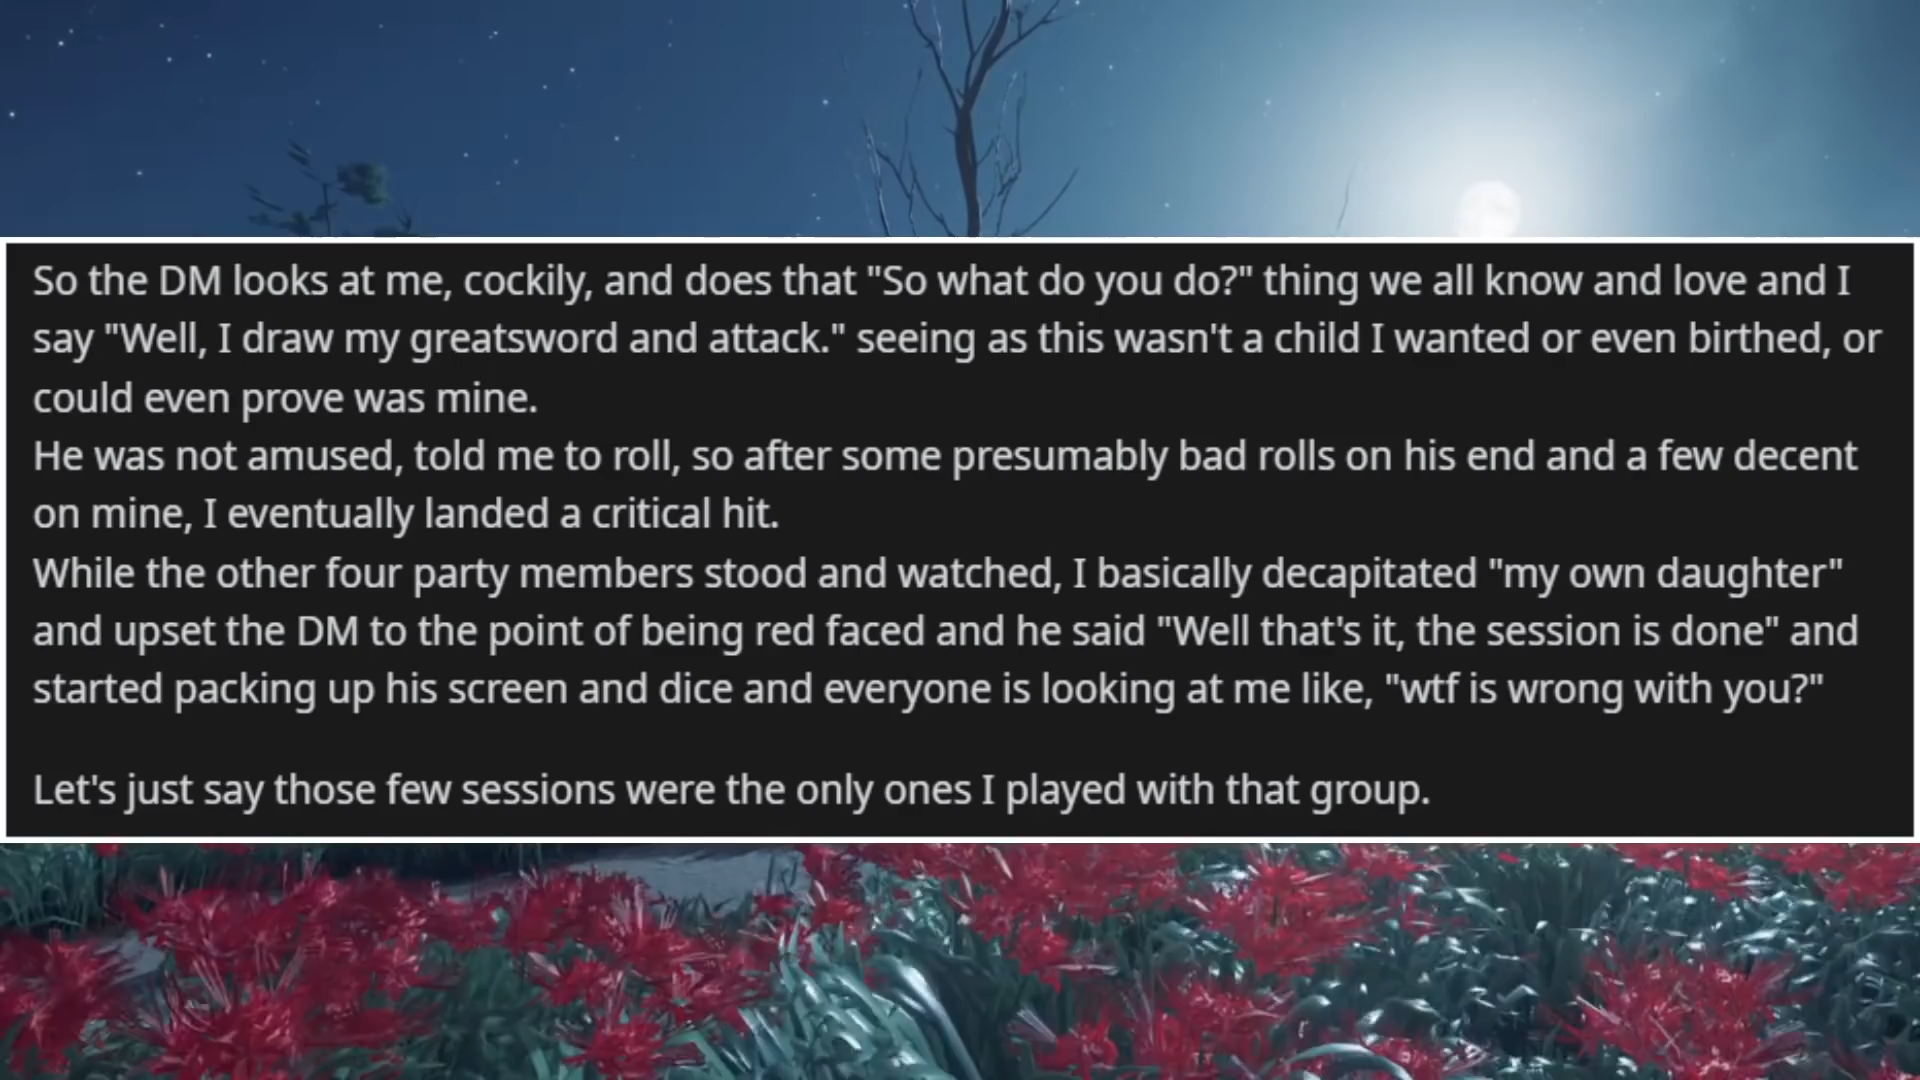 So the DM looks at me, cockily, and does that "So what do you do?" thing we all know and love and I
say "Well, I draw my greatsword and attack." seeing as this wasn't a child I wanted or even birthed, or
could even prove was mine.
He was not amused, told me to roll, so after some presumably bad rolls on his end and a few decent
on mine, I eventually landed a critical hit.
While the other four party members stood and watched, I basically decapitated "my own daughter"
and upset the DM to the point of being red faced and he said "Well that's it, the session is done" and
started packing up his screen and dice and everyone is looking at me like, "wtf is wrong with you?"
Let's just say those few sessions were the only ones I played with that group.